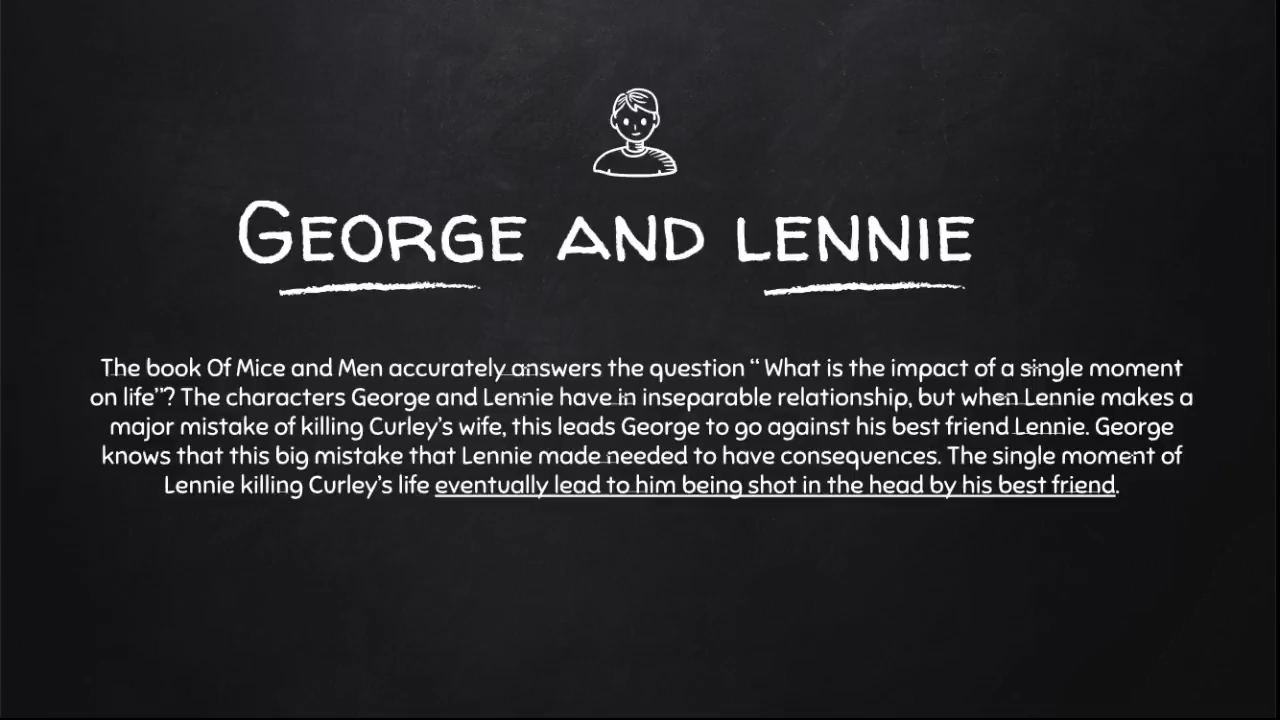 GEORGE AND LENNIE
The book Of Mice and Men accurately answers the question “ What is the impact of a single moment
on life”? The characters George and Lennie have in inseparable relationship, but when Lennie makes a
major mistake of killing Curley’s wife, this leads George to go against his best friend Lennie. George
knows that this big mistake that Lennie made needed to have consequences. The single moment of
Lennie killing Curley’s life eventually lead to him being shot in the head by his best friend.